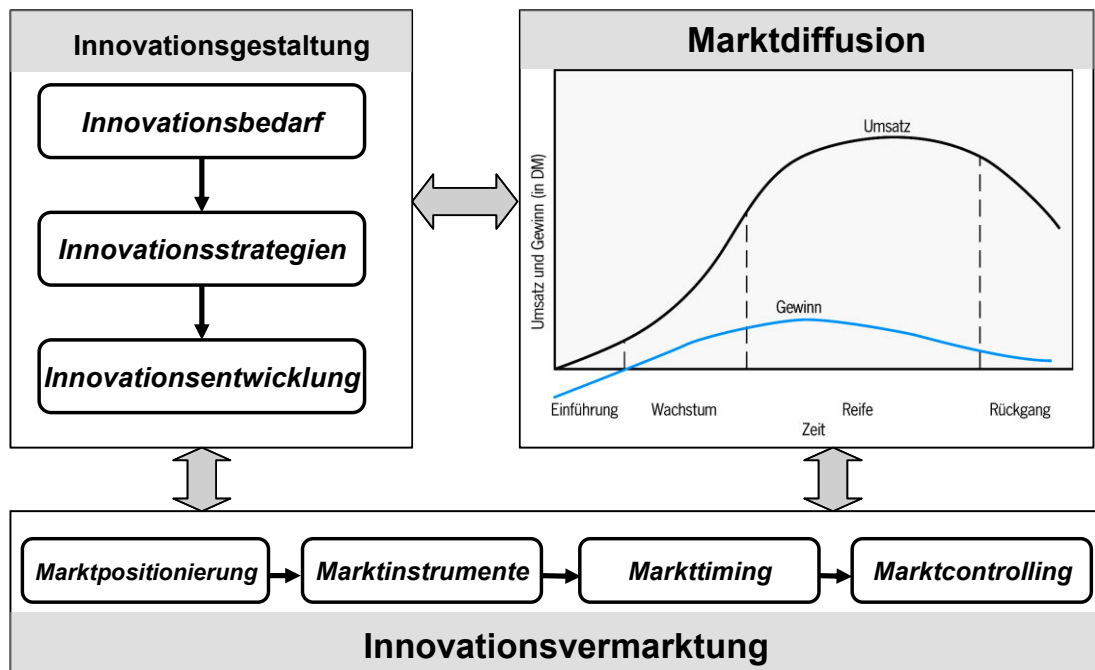 Innovationsgestaltung
Innovationsbedarf
Innovationsstrategien
Innovationsentwicklung
Marktdiffusion
Umsatz und Gewinn (in DM)
Umsatz
Gewinn
Einführung Wachstum Reife Rückgang
Zeit
Marktpositionierung Marktinstrumente Markttiming Marktcontrolling
Innovationsvermarktung